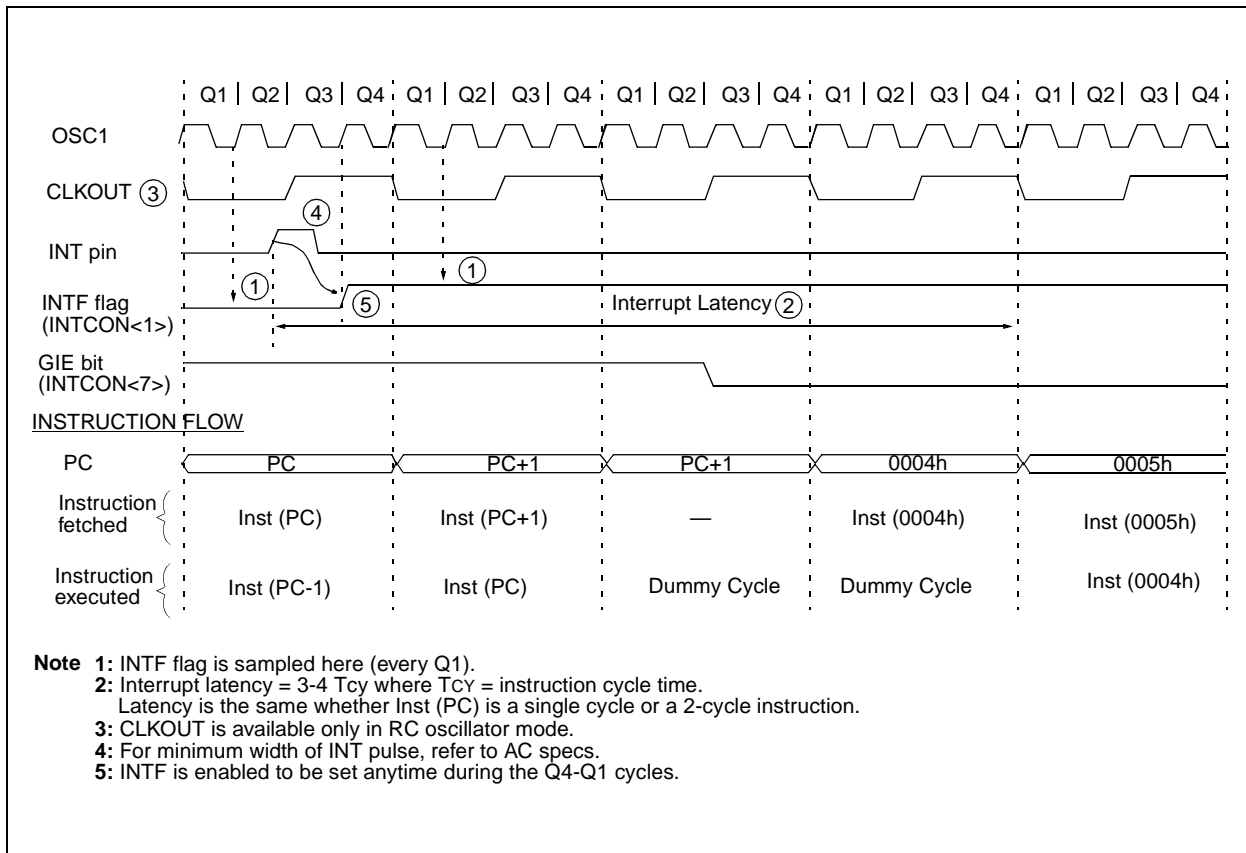 Q1 | Q2 | Q3 | Q4 Q1 | Q2 | Q3 | Q4 Q1 | Q2 | Q3 | Q4 Q1 | Q2 | Q3 | Q4 Q1 | Q2 | Q3 | Q4
OSC1
CLKOUT ③
④
INT pin
① ①
INTF flag
(INTCON<1>)
⑤
Interrupt Latency ②
GIE bit
(INTCON<7>)
INSTRUCTION FLOW
PC PC PC+1 PC+1 0004h 0005h
Instruction
fetched
Inst (PC) Inst (PC+1) — Inst (0004h) Inst (0005h)
Instruction
executed
Inst (PC-1) Inst (PC) Dummy Cycle Dummy Cycle Inst (0004h)
Note 1: INTF flag is sampled here (every Q1).
2: Interrupt latency = 3-4 Tcy where TCY = instruction cycle time.
Latency is the same whether Inst (PC) is a single cycle or a 2-cycle instruction.
3: CLKOUT is available only in RC oscillator mode.
4: For minimum width of INT pulse, refer to AC specs.
5: INTF is enabled to be set anytime during the Q4-Q1 cycles.